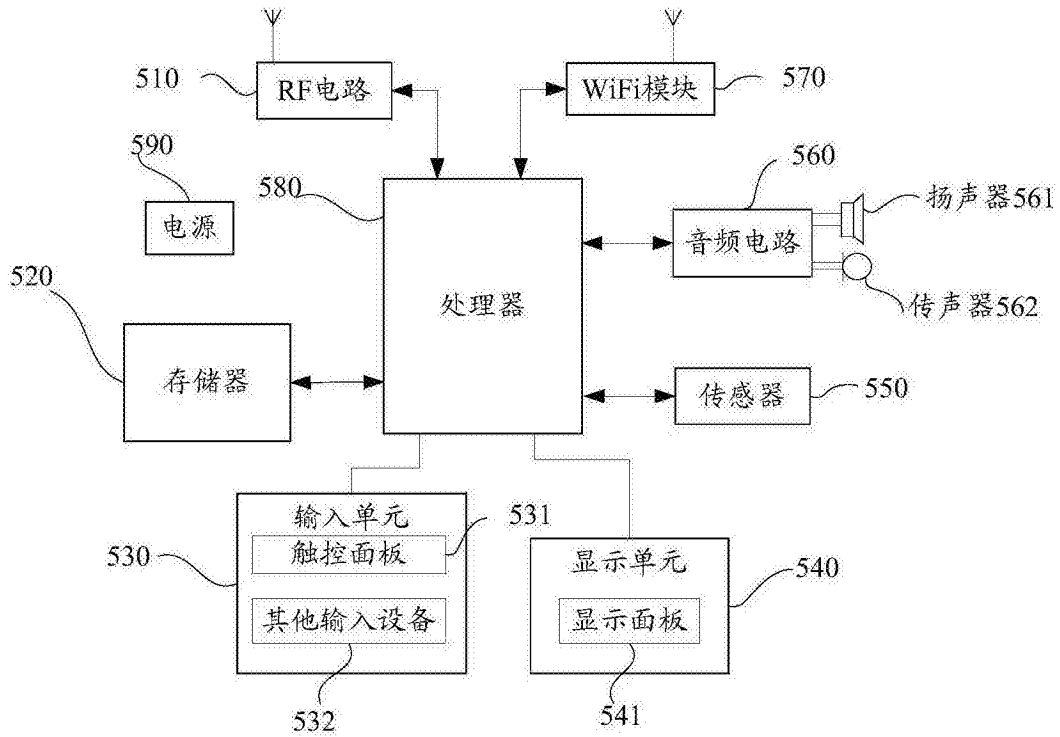 510
RF电路
WiFi模块
570
590
电源
580
560
音频电路
扬声器561
传声器562
520
存储器
处理器
传感器
550
输入单元
531
530
触控面板
其他输入设备
532
显示单元
540
显示面板
541